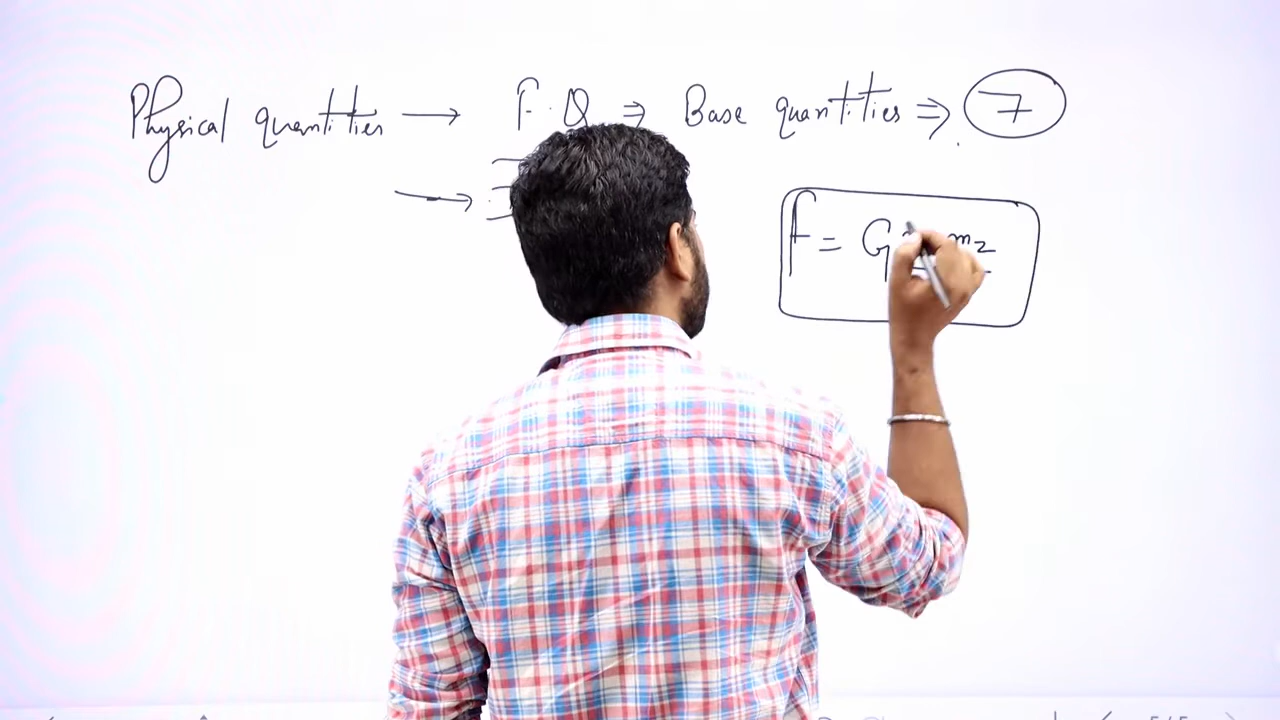 Physical quantities → F.Q ⇒ Base quantities ⇒ 7
→
F = G m2